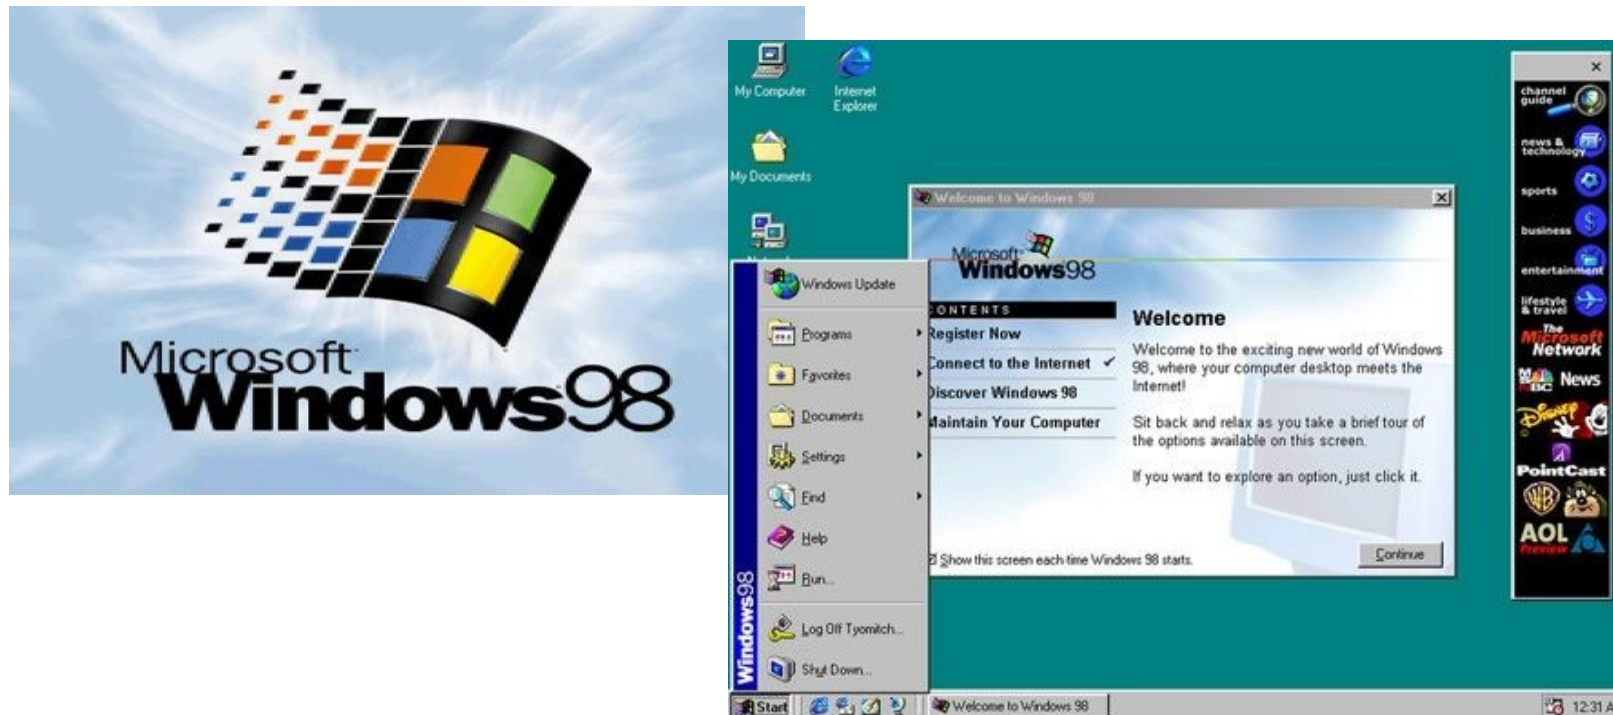 Microsoft
Windows98
My Computer
Internet
Explorer
My Documents
Windows Update
Programs
Favorites
Documents
Settings
Find
Help
Run...
Log Off Tyomitch...
Shut Down...
Windows98
Welcome to Windows 98
Microsoft
Windows98
CONTENTS
Register Now
Connect to the Internet
Discover Windows 98
Maintain Your Computer
Welcome
Welcome to the exciting new world of Windows
98, where your computer desktop meets the
Internet!
Sit back and relax as you take a brief tour of
the options available on this screen.
If you want to explore an option, just click it.
Show this screen each time Windows 98 starts.
Continue
channel
guide
news &
technology
sports
business
entertainment
lifestyle
& travel
The
Microsoft
Network
News
Disney
PointCast
WB
AOL
Preview
Start
Welcome to Windows 98
12:31 A